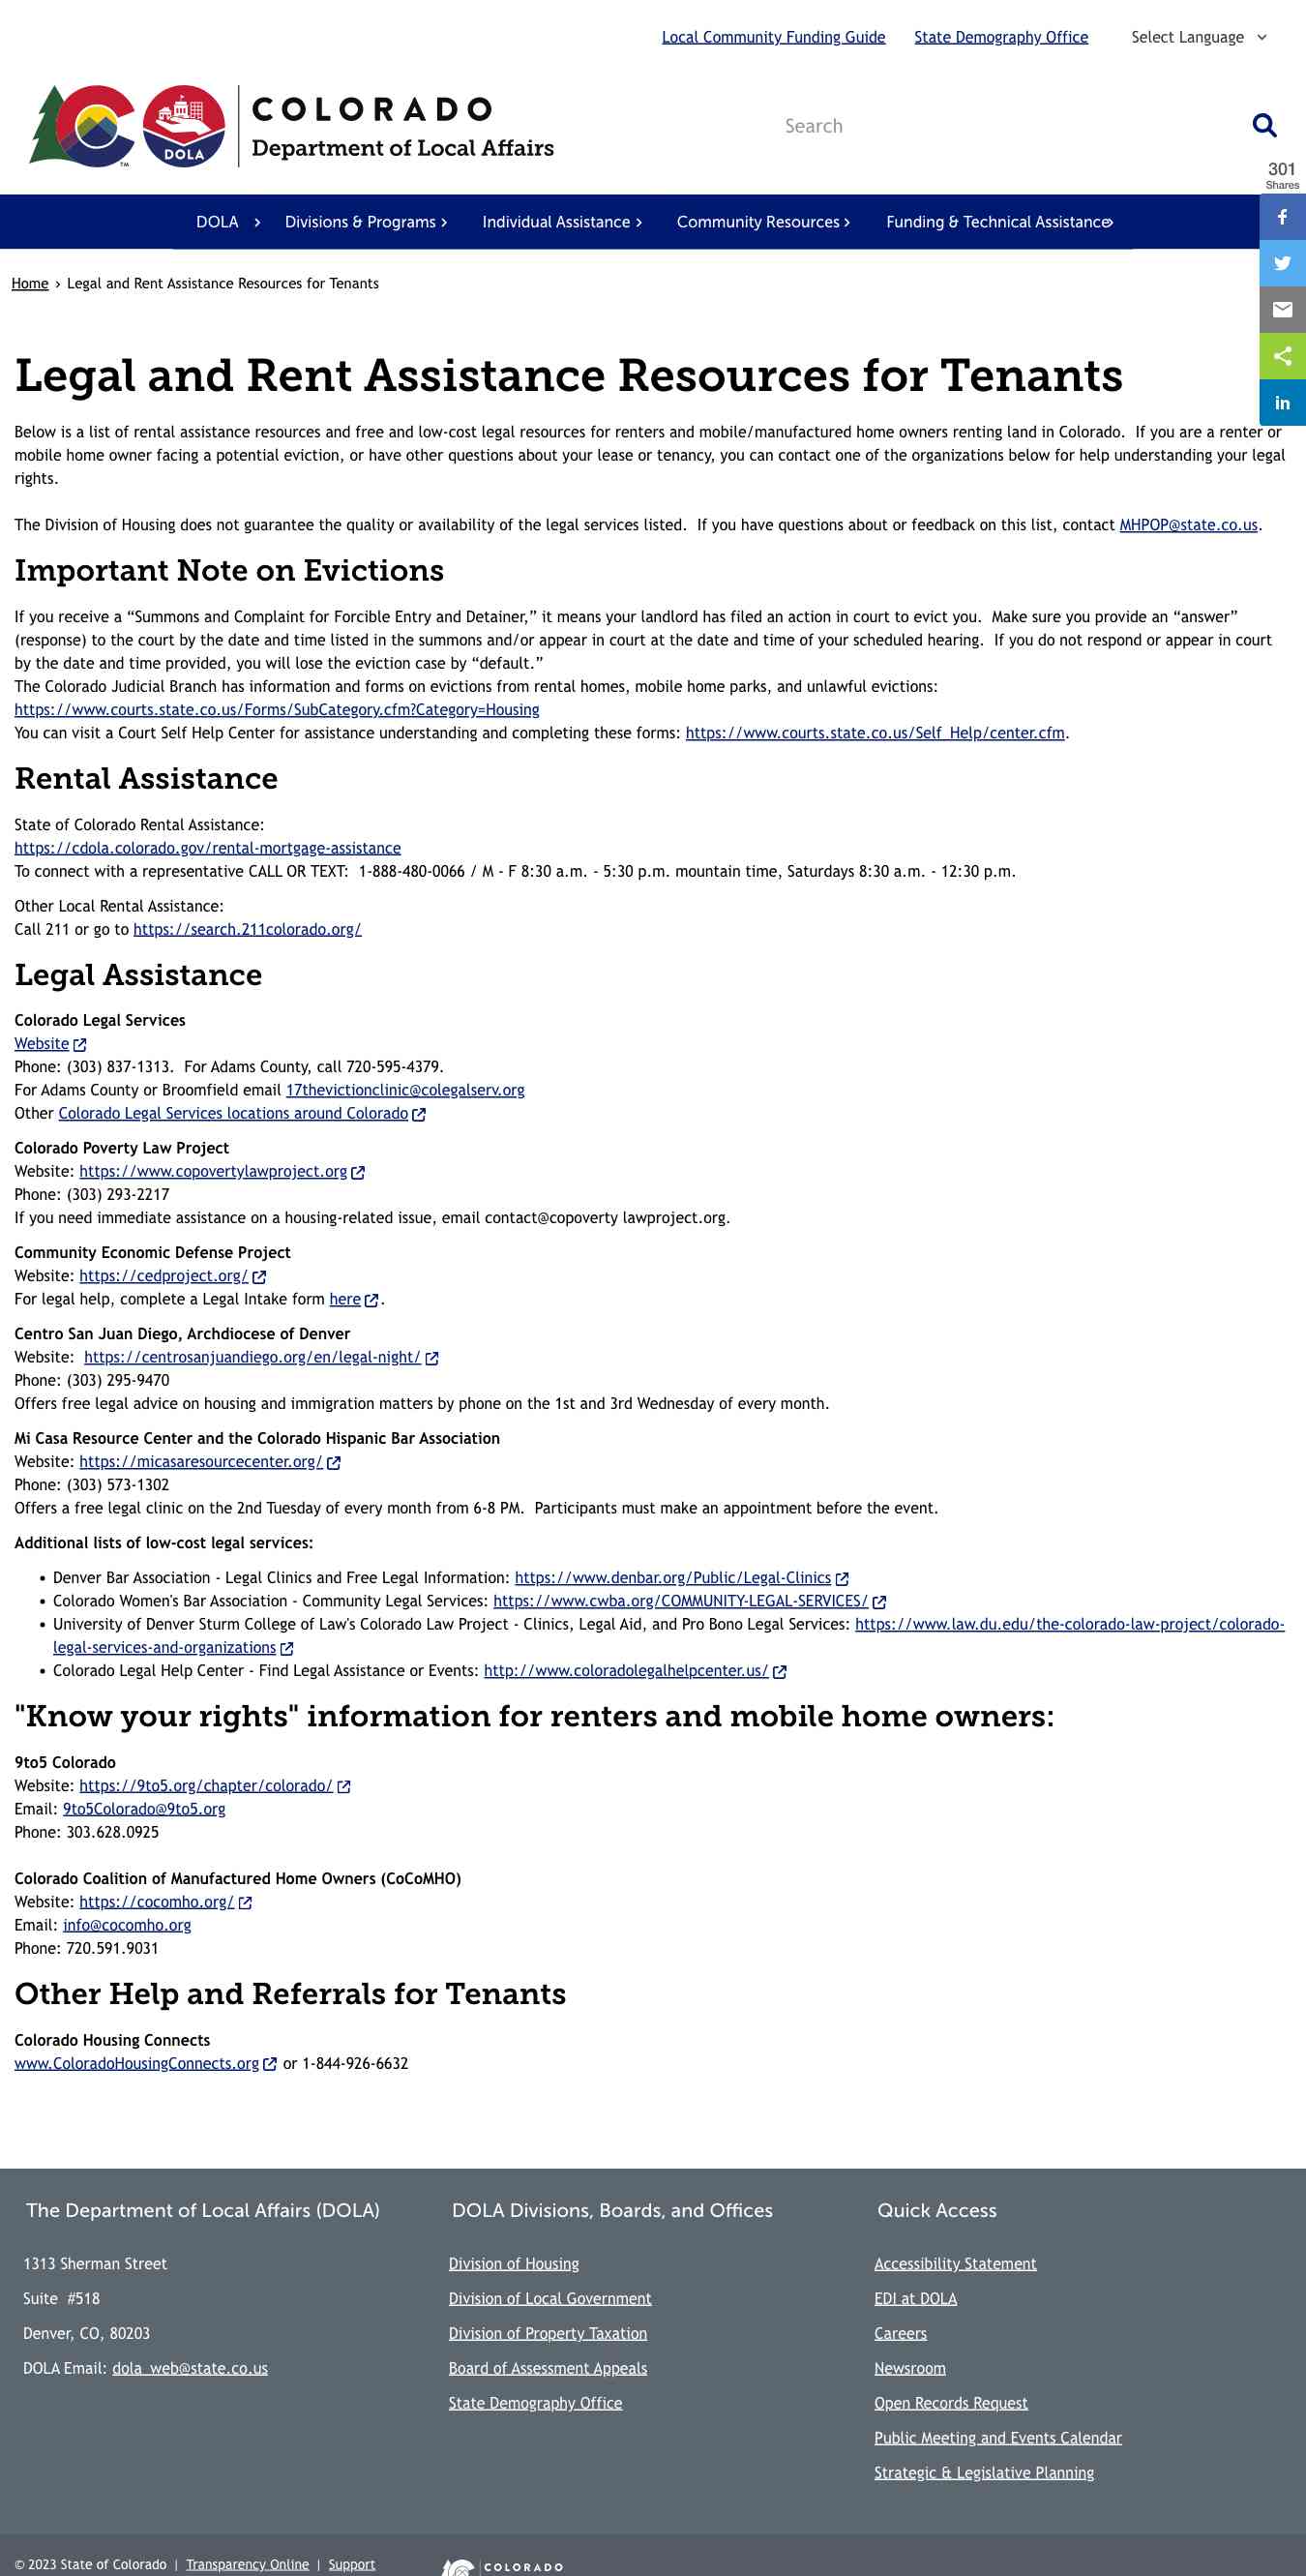 Local Community Funding Guide State Demography Office Select Language
COLORADO
Department of Local Affairs
DOLA
TM
Search
301
Shares
DOLA Divisions & Programs Individual Assistance Community Resources Funding & Technical Assistance
Home › Legal and Rent Assistance Resources for Tenants
Legal and Rent Assistance Resources for Tenants
Below is a list of rental assistance resources and free and low-cost legal resources for renters and mobile/manufactured home owners renting land in Colorado. If you are a renter or
mobile home owner facing a potential eviction, or have other questions about your lease or tenancy, you can contact one of the organizations below for help understanding your legal
rights.
The Division of Housing does not guarantee the quality or availability of the legal services listed. If you have questions about or feedback on this list, contact MHPOP@state.co.us.
Important Note on Evictions
If you receive a “Summons and Complaint for Forcible Entry and Detainer,” it means your landlord has filed an action in court to evict you. Make sure you provide an “answer”
(response) to the court by the date and time listed in the summons and/or appear in court at the date and time of your scheduled hearing. If you do not respond or appear in court
by the date and time provided, you will lose the eviction case by “default.”
The Colorado Judicial Branch has information and forms on evictions from rental homes, mobile home parks, and unlawful evictions:
https://www.courts.state.co.us/Forms/SubCategory.cfm?Category=Housing
You can visit a Court Self Help Center for assistance understanding and completing these forms: https://www.courts.state.co.us/Self_Help/center.cfm.
Rental Assistance
State of Colorado Rental Assistance:
https://cdola.colorado.gov/rental-mortgage-assistance
To connect with a representative CALL OR TEXT: 1-888-480-0066 / M - F 8:30 a.m. - 5:30 p.m. mountain time, Saturdays 8:30 a.m. - 12:30 p.m.
Other Local Rental Assistance:
Call 211 or go to https://search.211colorado.org/
Legal Assistance
Colorado Legal Services
Website
Phone: (303) 837-1313. For Adams County, call 720-595-4379.
For Adams County or Broomfield email 17thevictionclinic@colegalserv.org
Other Colorado Legal Services locations around Colorado
Colorado Poverty Law Project
Website: https://www.copovertylawproject.org
Phone: (303) 293-2217
If you need immediate assistance on a housing-related issue, email contact@copoverty lawproject.org.
Community Economic Defense Project
Website: https://cedproject.org/
For legal help, complete a Legal Intake form here.
Centro San Juan Diego, Archdiocese of Denver
Website: https://centrosanjuandiego.org/en/legal-night/
Phone: (303) 295-9470
Offers free legal advice on housing and immigration matters by phone on the 1st and 3rd Wednesday of every month.
Mi Casa Resource Center and the Colorado Hispanic Bar Association
Website: https://micasaresourcecenter.org/
Phone: (303) 573-1302
Offers a free legal clinic on the 2nd Tuesday of every month from 6-8 PM. Participants must make an appointment before the event.
Additional lists of low-cost legal services:
• Denver Bar Association - Legal Clinics and Free Legal Information: https://www.denbar.org/Public/Legal-Clinics
• Colorado Women's Bar Association - Community Legal Services: https://www.cwba.org/COMMUNITY-LEGAL-SERVICES/
• University of Denver Sturm College of Law's Colorado Law Project - Clinics, Legal Aid, and Pro Bono Legal Services: https://www.law.du.edu/the-colorado-law-project/colorado-
legal-services-and-organizations
• Colorado Legal Help Center - Find Legal Assistance or Events: http://www.coloradolegalhelpcenter.us/
"Know your rights" information for renters and mobile home owners:
9to5 Colorado
Website: https://9to5.org/chapter/colorado/
Email: 9to5Colorado@9to5.org
Phone: 303.628.0925
Colorado Coalition of Manufactured Home Owners (CoCoMHO)
Website: https://cocomho.org/
Email: info@cocomho.org
Phone: 720.591.9031
Other Help and Referrals for Tenants
Colorado Housing Connects
www.ColoradoHousingConnects.org or 1-844-926-6632
The Department of Local Affairs (DOLA)
1313 Sherman Street
Suite #518
Denver, CO, 80203
DOLA Email: dola_web@state.co.us
DOLA Divisions, Boards, and Offices
Division of Housing
Division of Local Government
Division of Property Taxation
Board of Assessment Appeals
State Demography Office
Quick Access
Accessibility Statement
EDI at DOLA
Careers
Newsroom
Open Records Request
Public Meeting and Events Calendar
Strategic & Legislative Planning
© 2023 State of Colorado | Transparency Online | Support
COLORADO